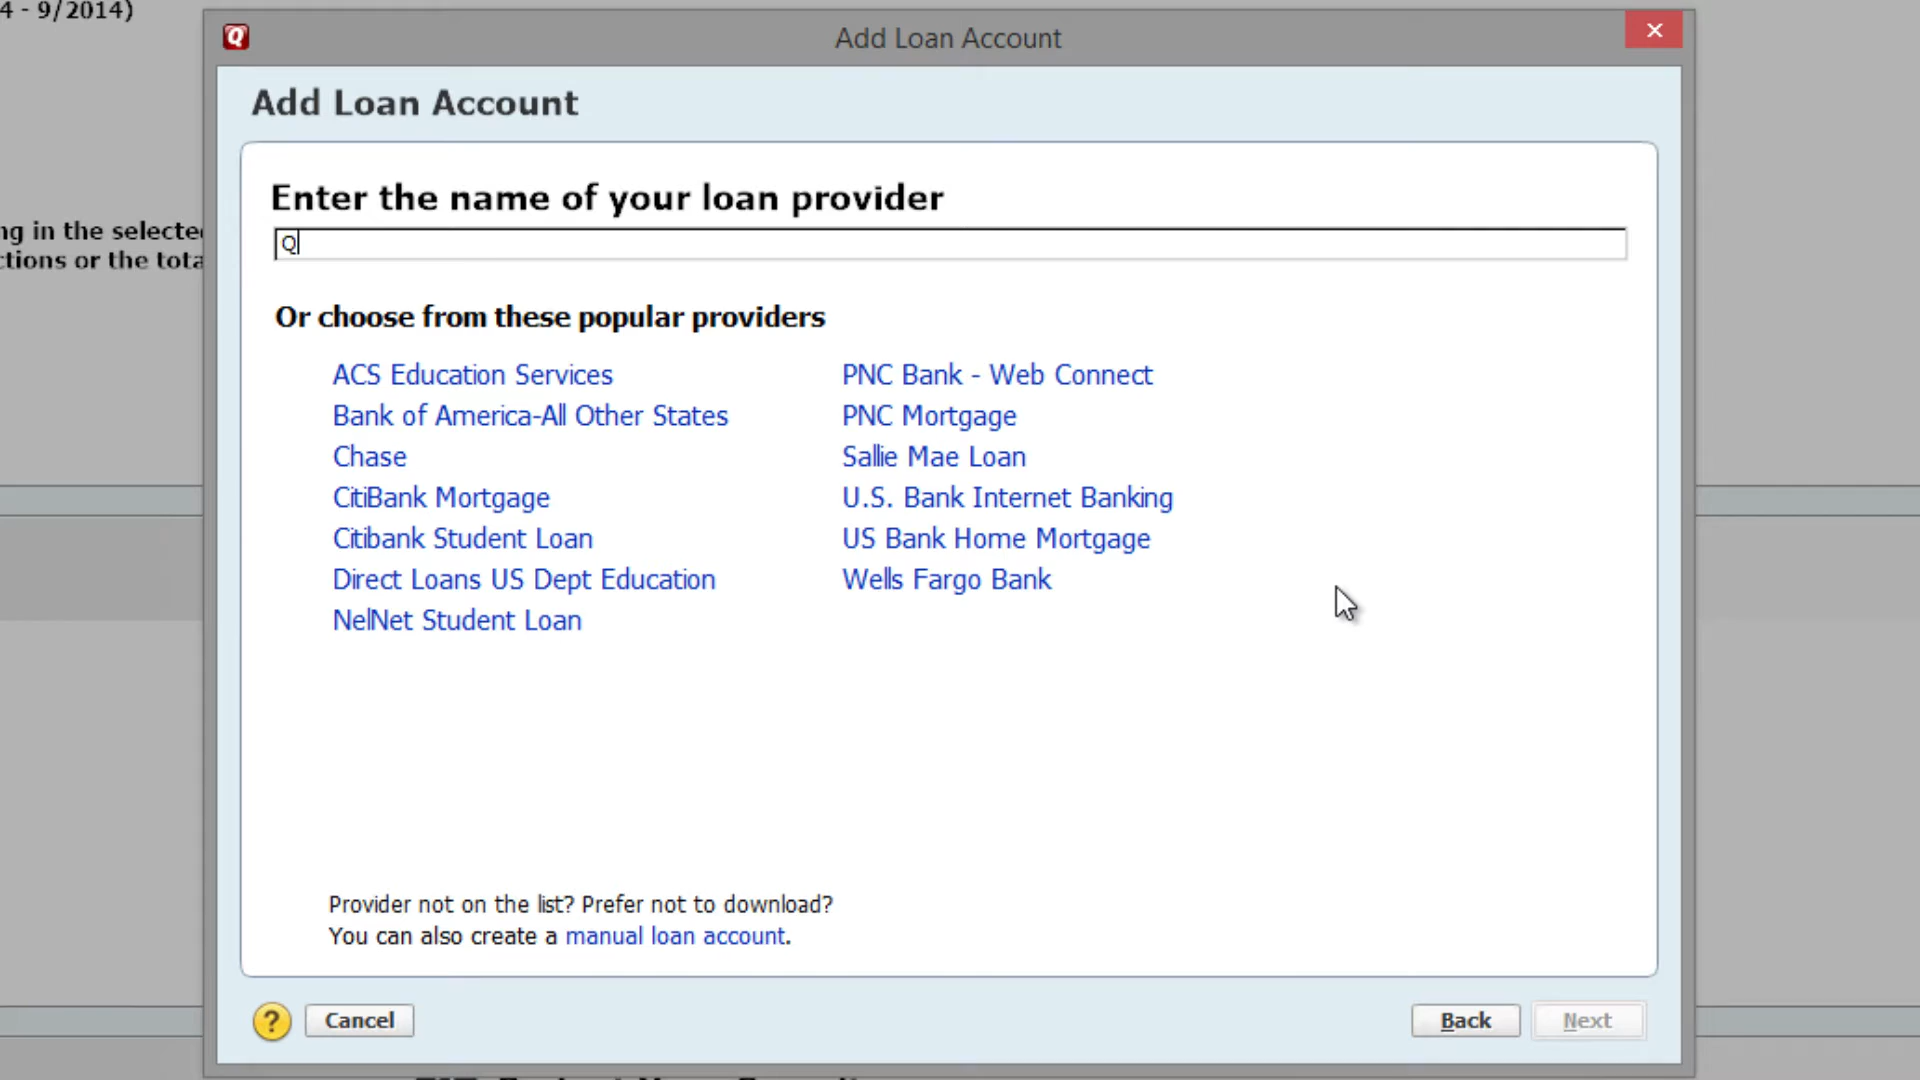 4 - 9/2014)
Add Loan Account
Add Loan Account
Enter the name of your loan provider
ng in the selected
ctions or the tota
Q
Or choose from these popular providers
ACS Education Services
PNC Bank - Web Connect
Bank of America-All Other States
PNC Mortgage
Chase
Sallie Mae Loan
CitiBank Mortgage
U.S. Bank Internet Banking
Citibank Student Loan
US Bank Home Mortgage
Direct Loans US Dept Education
Wells Fargo Bank
NelNet Student Loan
Provider not on the list? Prefer not to download?
You can also create a manual loan account.
? Cancel
Back
Next